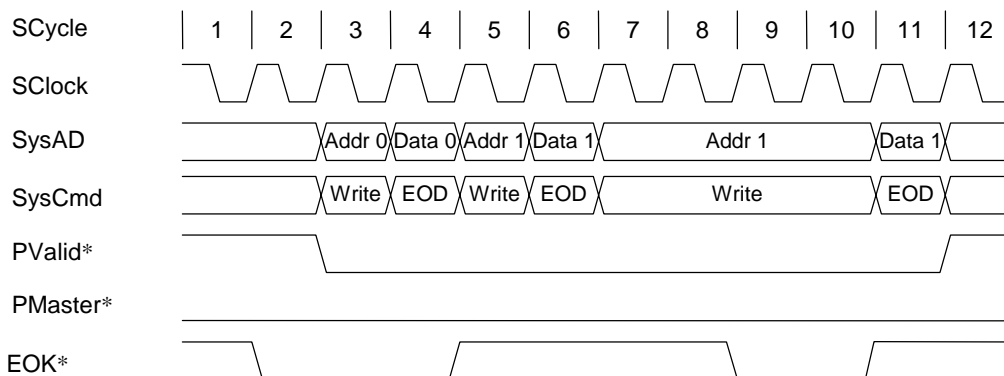 SCycle 1 2 3 4 5 6 7 8 9 10 11 12
SClock
SysAD Addr 0 Data 0 Addr 1 Data 1 Addr 1 Data 1
SysCmd Write EOD Write EOD Write EOD
PValid*
PMaster*
EOK*